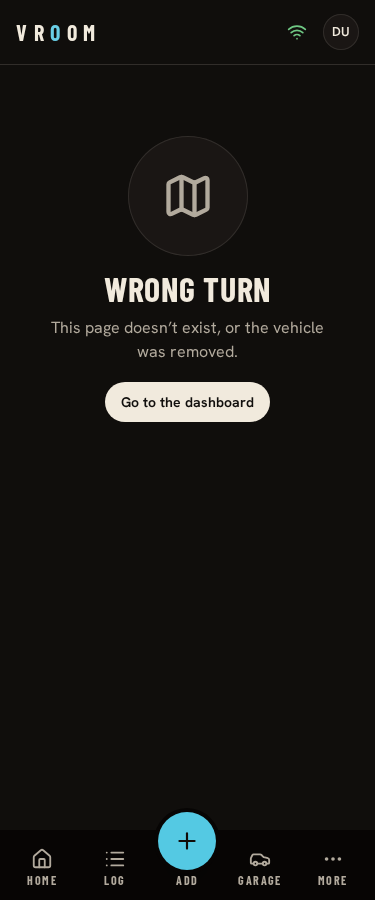 VROOM
DU
WRONG TURN
This page doesn’t exist, or the vehicle
was removed.
Go to the dashboard
HOME
LOG
ADD
GARAGE
MORE